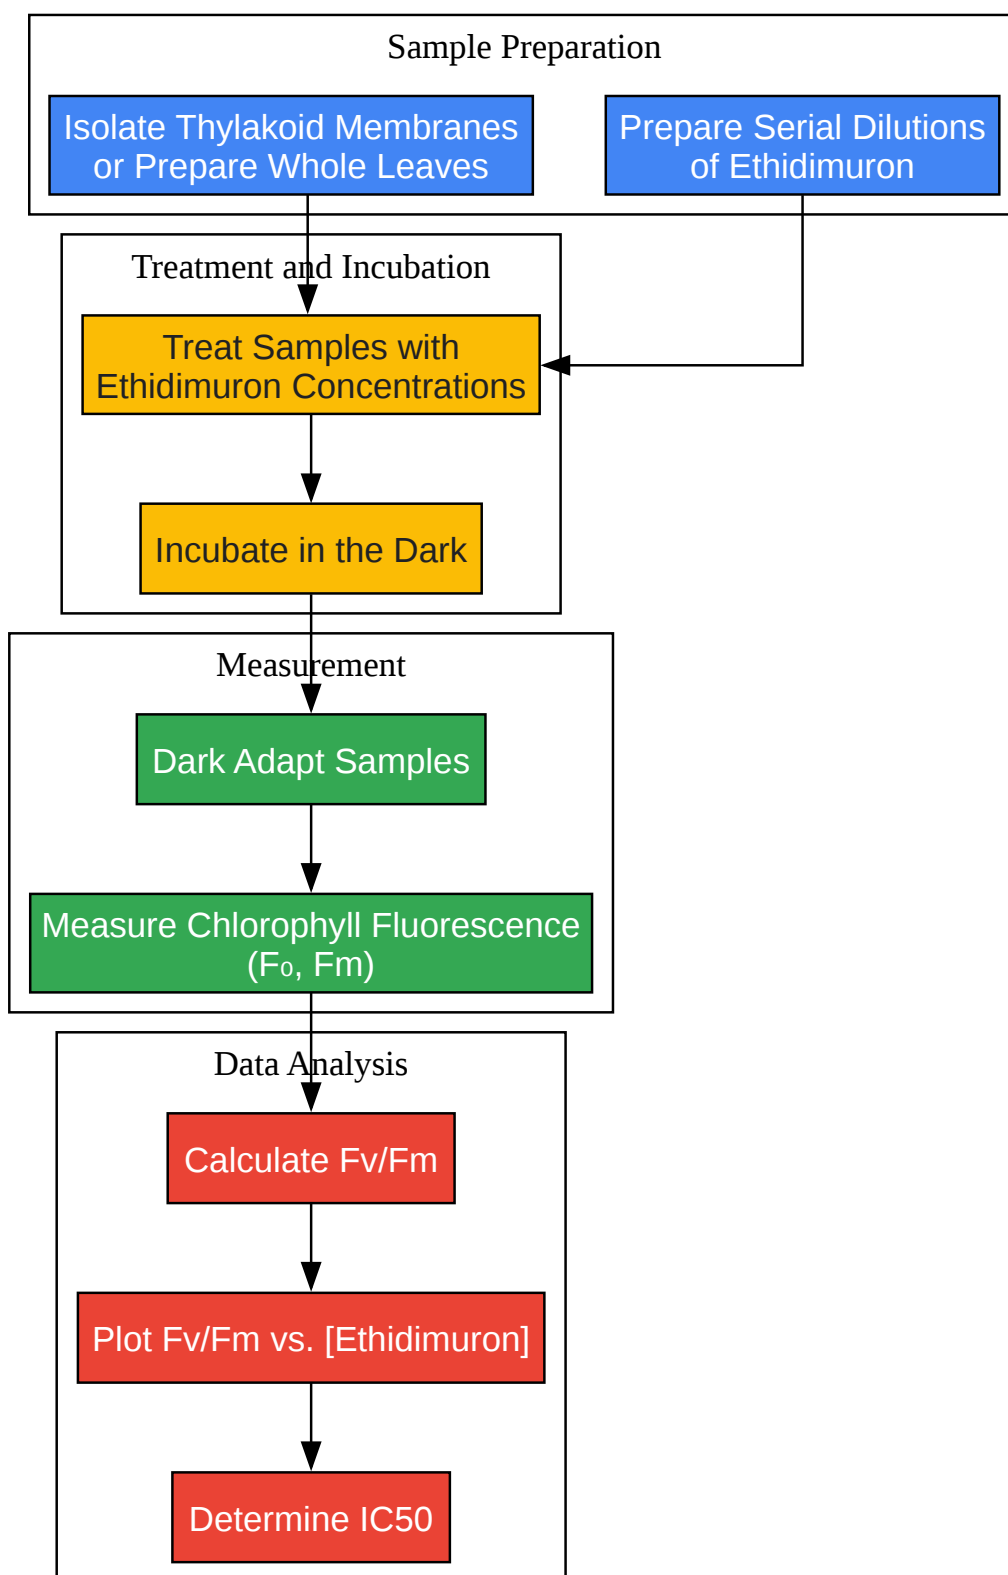 Sample Preparation
Isolate Thylakoid Membranes
or Prepare Whole Leaves
Prepare Serial Dilutions
of Ethidimuron
Treatment and Incubation
Treat Samples with
Ethidimuron Concentrations
Incubate in the Dark
Measurement
Dark Adapt Samples
Measure Chlorophyll Fluorescence
(F₀, Fm)
Data Analysis
Calculate Fv/Fm
Plot Fv/Fm vs. [Ethidimuron]
Determine IC50